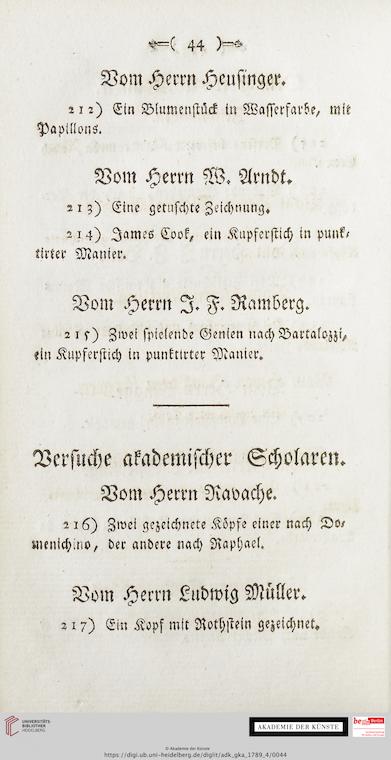 ( 44 )
Vom Herrn Heusinger.
212) Ein Blumenstück in Wasserfarbe, mit
Papillons.
Vom Herrn W. Arndt.
213) Eine getuschte Zeichnung.
214) James Cook, ein Kupferstich in punk-
tirter Manier.
Vom Herrn J. F. Ramberg.
215) Zwei spielende Genien nach Bartalozzi,
ein Kupferstich in punktirter Manier.
Versuche akademischer Scholaren.
Vom Herrn Ravache.
216) Zwei gezeichnete Köpfe einer nach Do-
menichino, der andere nach Raphael.
Vom Herrn Ludwig Müller.
217) Ein Kopf mit Rothstein gezeichnet.
UNIVERSITÄTS-
BIBLIOTHEK
HEIDELBERG
AKADEMIE DER KÜNSTE
be Berlin
© Akademie der Künste
https://digi.ub.uni-heidelberg.de/diglit/adk_gka_1789_4/0044